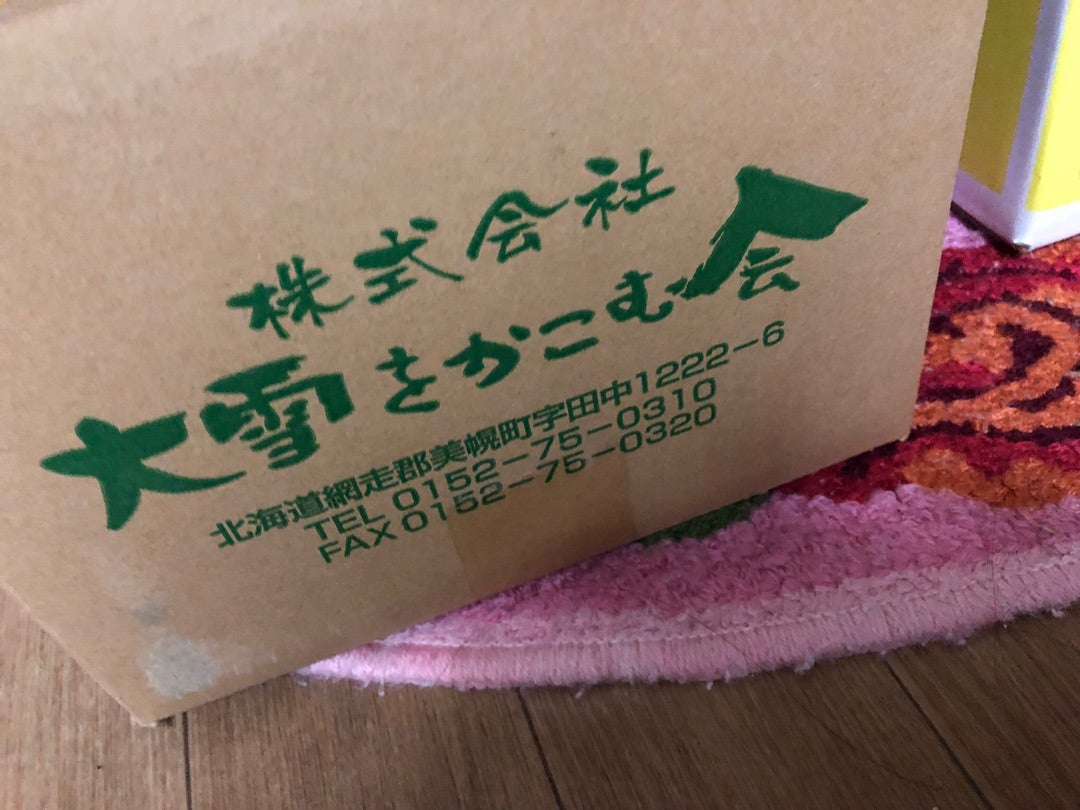 株式会社
大雪をかこむ会
北海道網走郡美幌町字田中1222-6
TEL 0152-75-0310
FAX 0152-75-0320